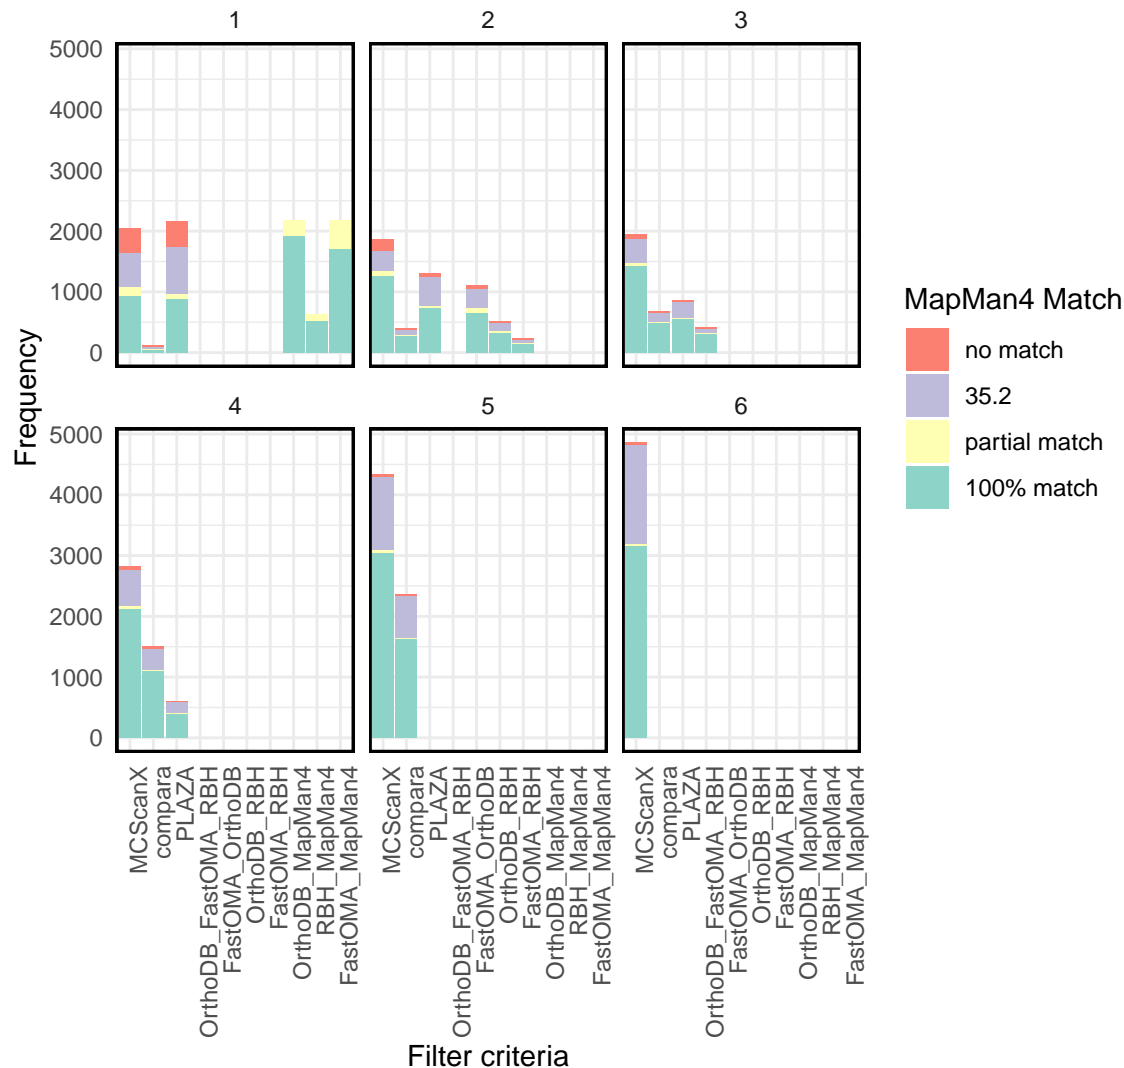 1
2
3
5000
4000
3000
2000
1000
0
4
5
6
5000
4000
3000
2000
1000
0
Frequency
MCScanX
compara
PLAZA
OrthoDB_FastOMA_RBH
FastOMA_OrthoDB
OrthoDB_RBH
FastOMA_RBH
OrthoDB_MapMan4
RBH_MapMan4
FastOMA_MapMan4
MCScanX
compara
PLAZA
OrthoDB_FastOMA_RBH
FastOMA_OrthoDB
OrthoDB_RBH
FastOMA_RBH
OrthoDB_MapMan4
RBH_MapMan4
FastOMA_MapMan4
MCScanX
compara
PLAZA
OrthoDB_FastOMA_RBH
FastOMA_OrthoDB
OrthoDB_RBH
FastOMA_RBH
OrthoDB_MapMan4
RBH_MapMan4
FastOMA_MapMan4
Filter criteria
MapMan4 Match
no match
35.2
partial match
100% match